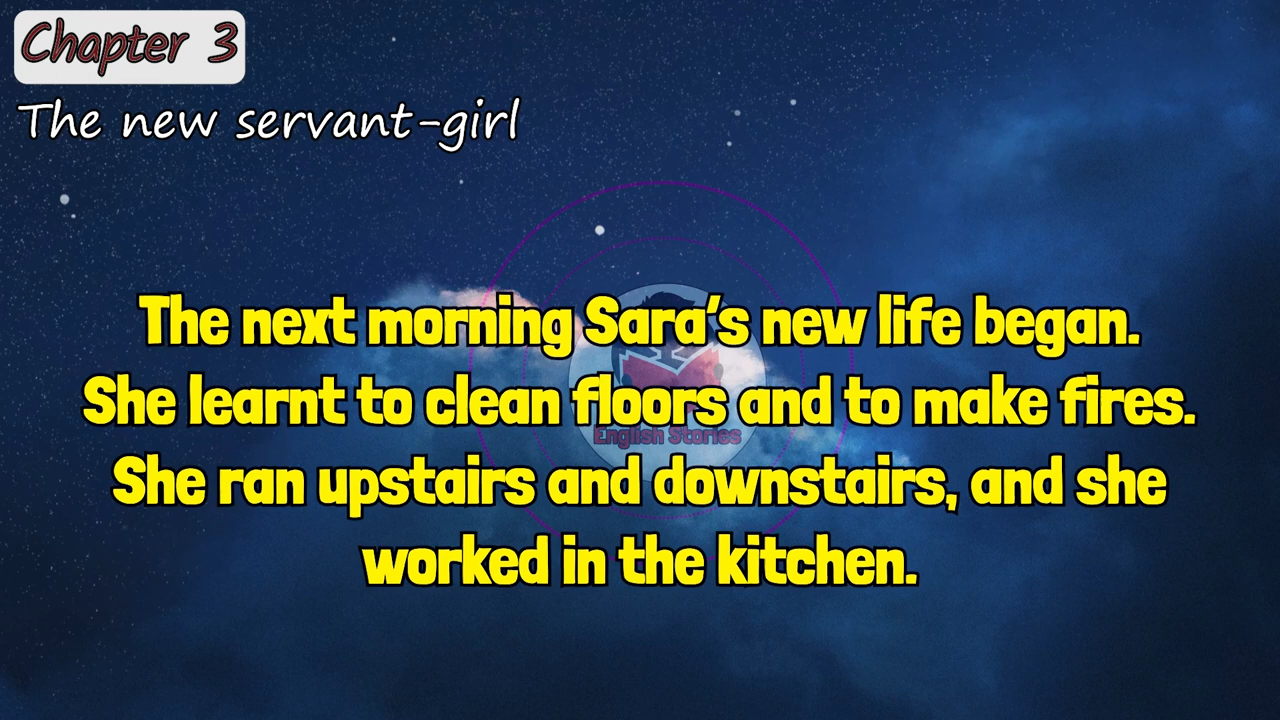 Chapter 3
The new servant-girl
The next morning Sara's new life began.
She learnt to clean floors and to make fires.
English Stories
She ran upstairs and downstairs, and she
worked in the kitchen.